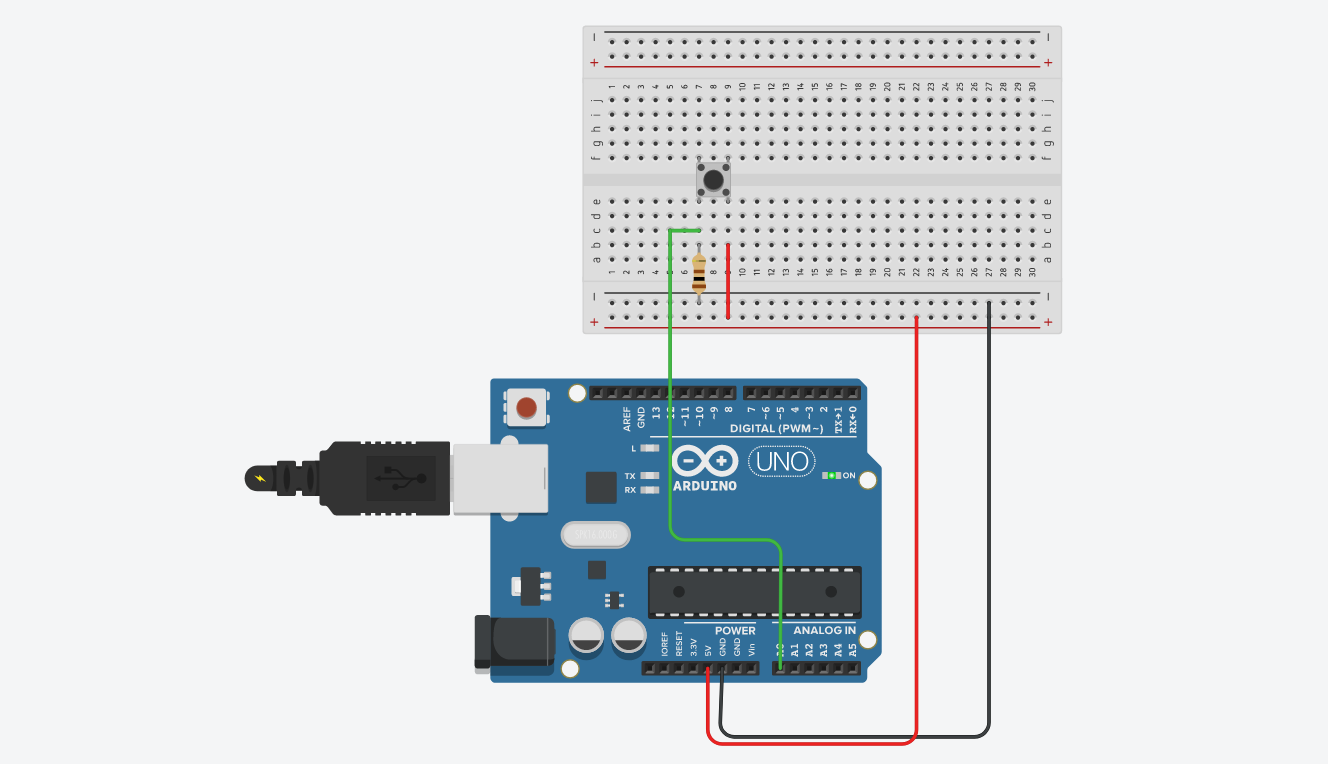 − −
+ +
1 2 3 4 5 6 7 8 9 10 11 12 13 14 15 16 17 18 19 20 21 22 23 24 25 26 27 28 29 30
j j
i i
h h
g g
f f
e e
d d
c c
b b
a a
1 2 3 4 6 8 10 11 12 13 14 15 16 17 18 19 20 21 22 23 24 25 26 27 28 29 30
− −
+ +
AREF GND 13 ~11 ~10 ~9 8 7 ~6 ~5 4 ~3 2 TX→1 RX←0
DIGITAL (PWM~)
L
TX
RX
ARDUINO
UNO
ON
POWER
ANALOG IN
IOREF RESET 3.3V 5V GND GND Vin A0 A1 A2 A3 A4 A5